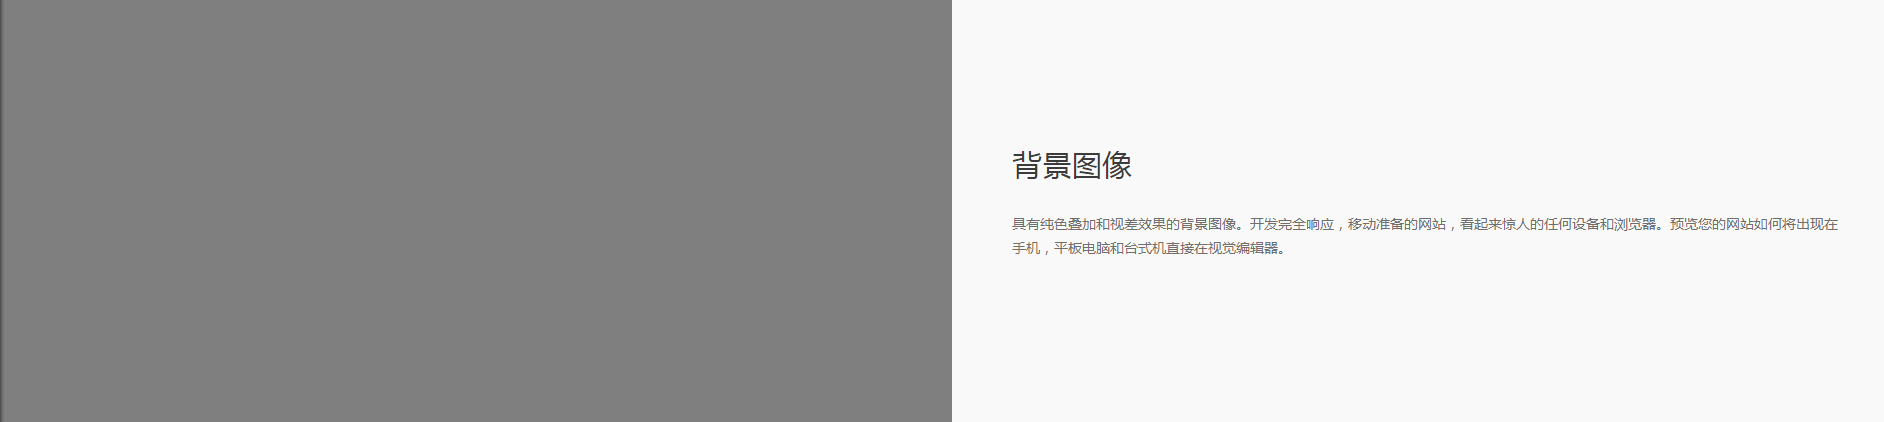 背景图像
具有纯色叠加和视差效果的背景图像。开发完全响应，移动准备的网站，看起来惊人的任何设备和浏览器。预览您的网站如何将出现在
手机，平板电脑和台式机直接在视觉编辑器。